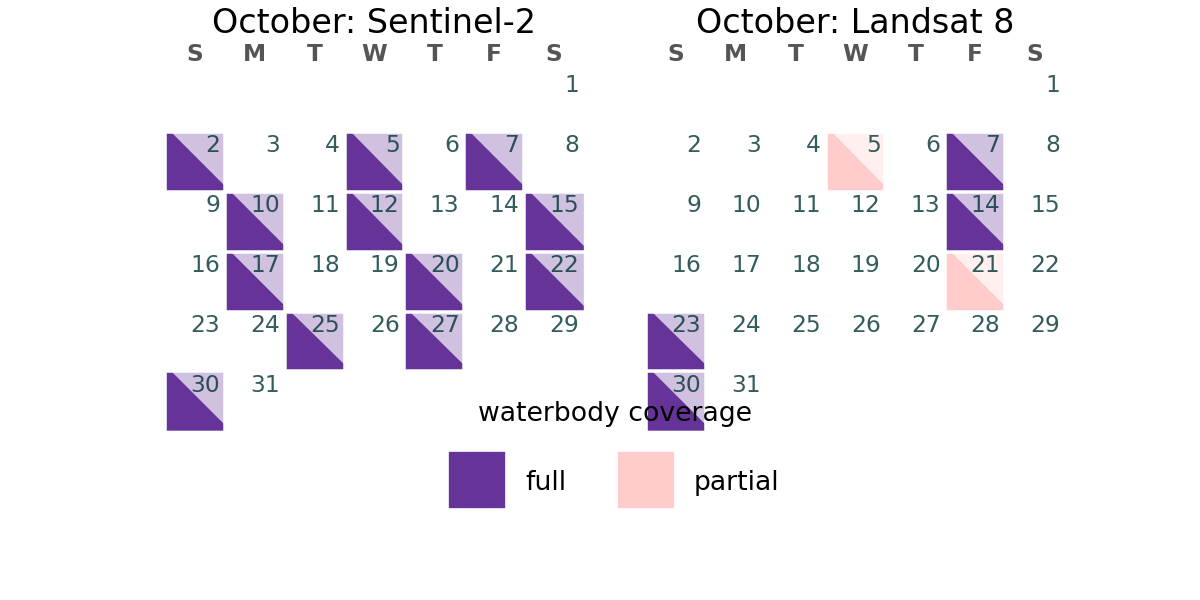 October: Sentinel-2
S M T W T F S
1
2 3 4 5 6 7 8
9 10 11 12 13 14 15
16 17 18 19 20 21 22
23 24 25 26 27 28 29
30 31
October: Landsat 8
S M T W T F S
1
2 3 4 5 6 7 8
9 10 11 12 13 14 15
16 17 18 19 20 21 22
23 24 25 26 27 28 29
30 31
waterbody coverage
full partial